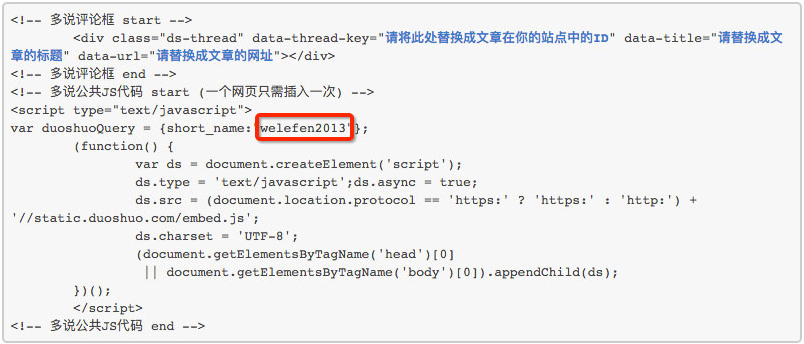 <!-- 多说评论框 start -->
<div class="ds-thread" data-thread-key="请将此处替换成文章在你的站点中的ID" data-title="请替换成文
章的标题" data-url="请替换成文章的网址"></div>
<!-- 多说评论框 end -->
<!-- 多说公共JS代码 start (一个网页只需插入一次) -->
<script type="text/javascript">
var duoshuoQuery = {short_name:"welefen2013"};
(function() {
var ds = document.createElement('script');
ds.type = 'text/javascript';ds.async = true;
ds.src = (document.location.protocol == 'https:' ? 'https:' : 'http:') +
'//static.duoshuo.com/embed.js';
ds.charset = 'UTF-8';
(document.getElementsByTagName('head')[0]
|| document.getElementsByTagName('body')[0]).appendChild(ds);
})();
</script>
<!-- 多说公共JS代码 end -->